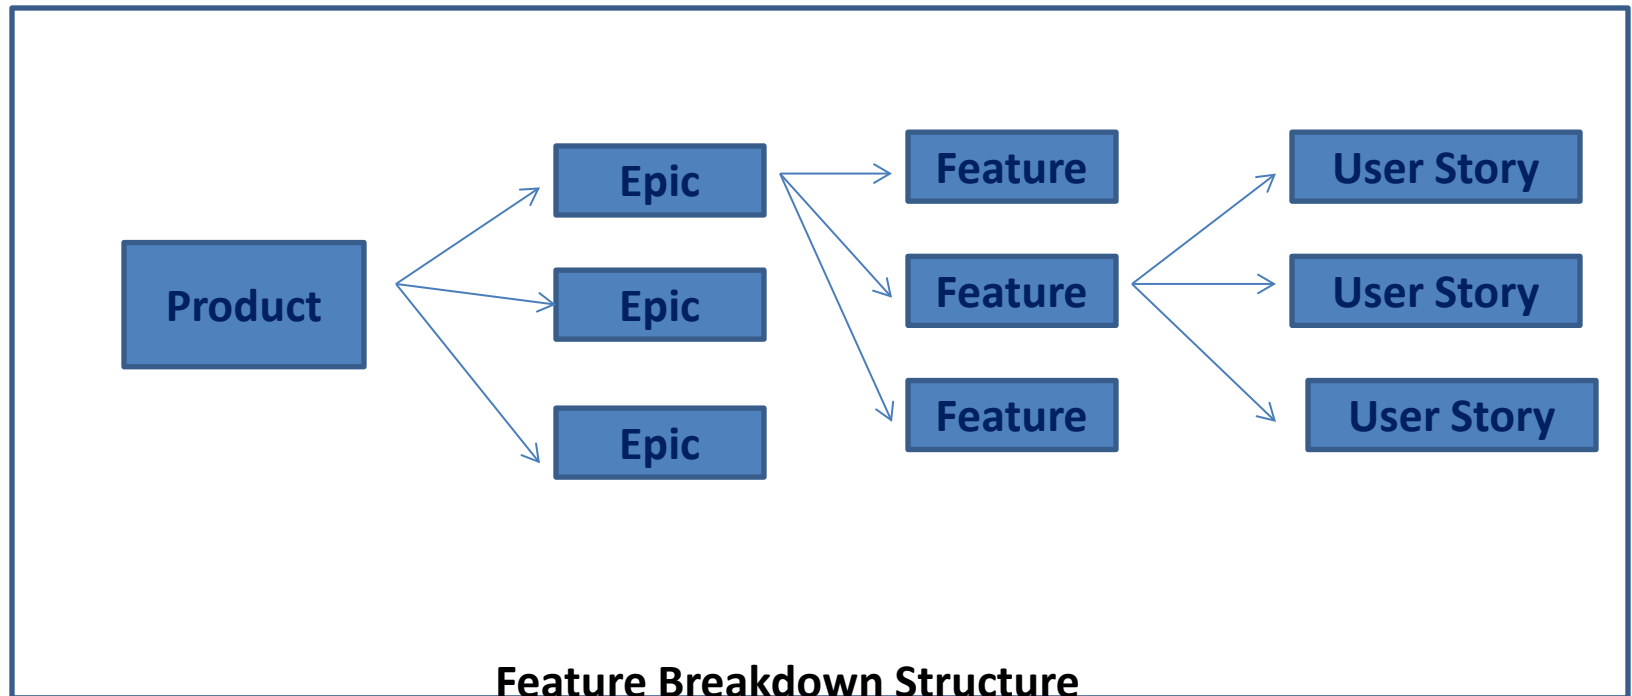 Product
Epic
Epic
Epic
Feature
Feature
Feature
User Story
User Story
User Story
Feature Breakdown Structure